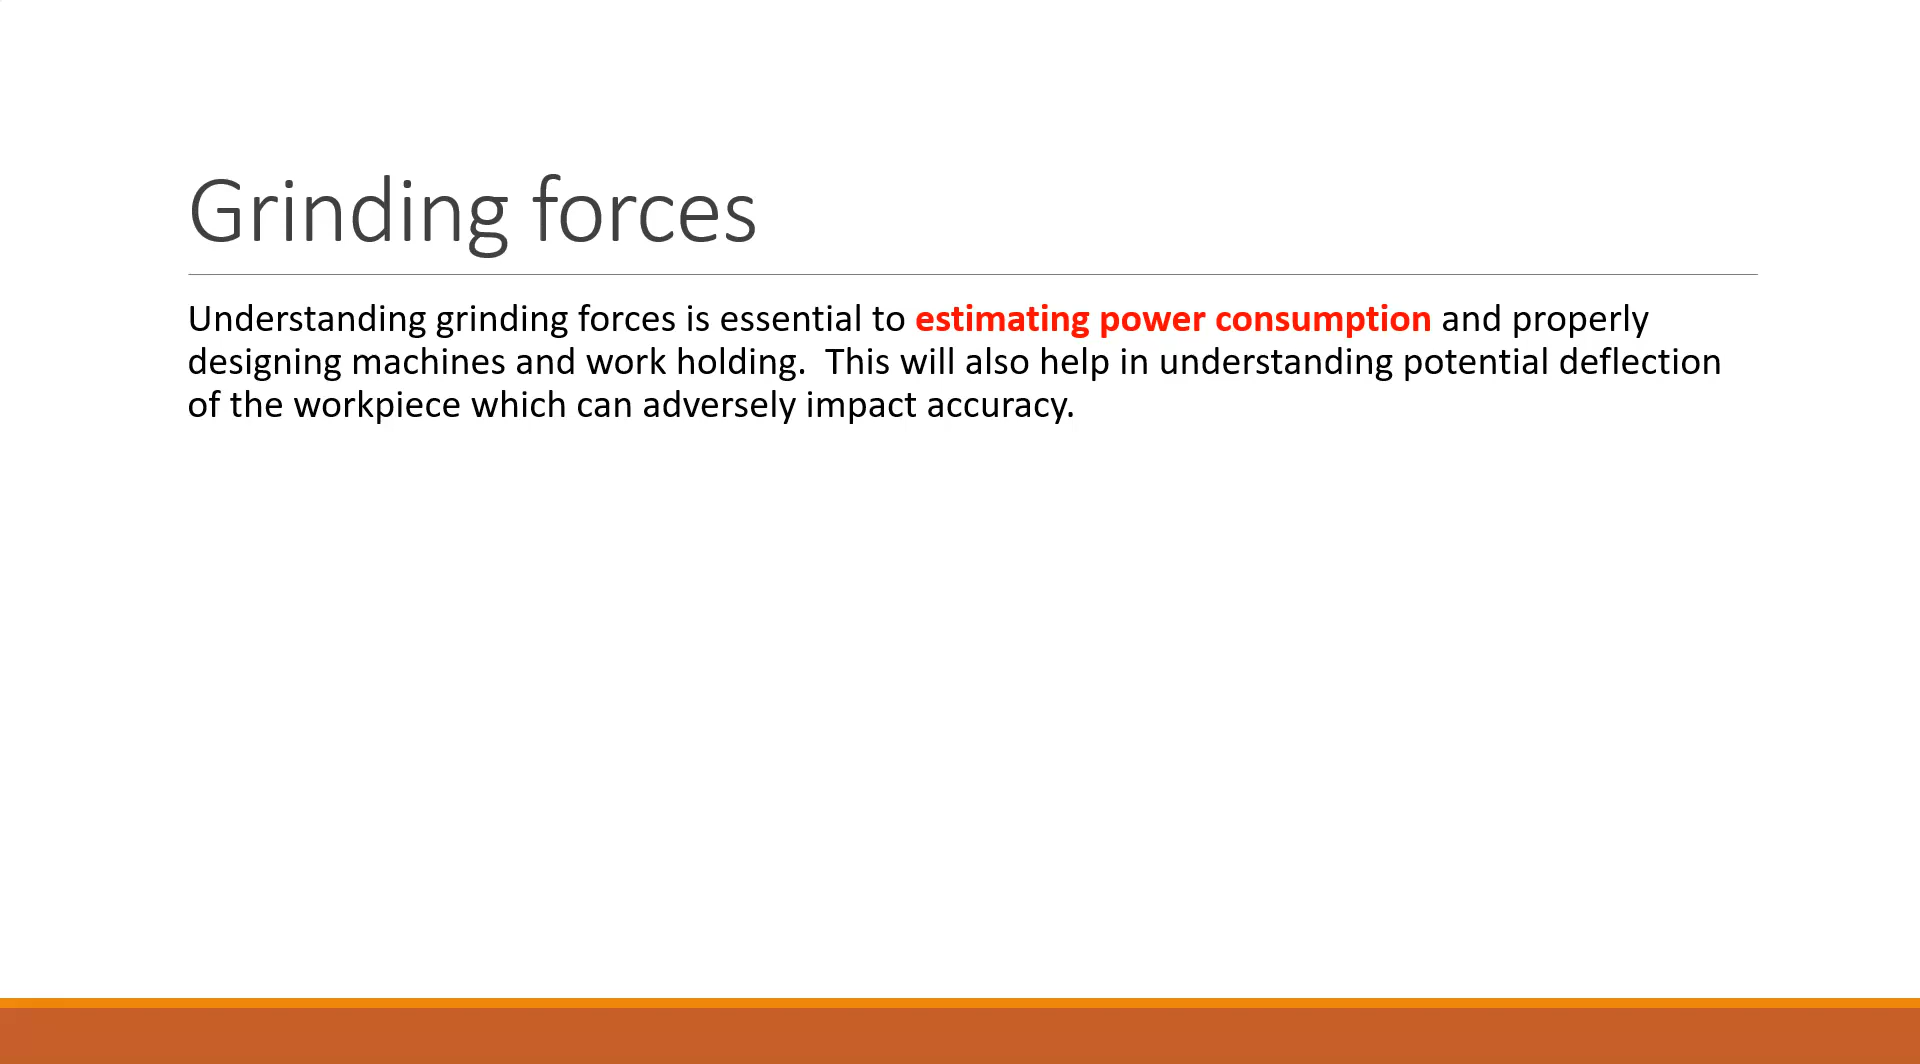 Grinding forces
Understanding grinding forces is essential to estimating power consumption and properly
designing machines and work holding.  This will also help in understanding potential deflection
of the workpiece which can adversely impact accuracy.